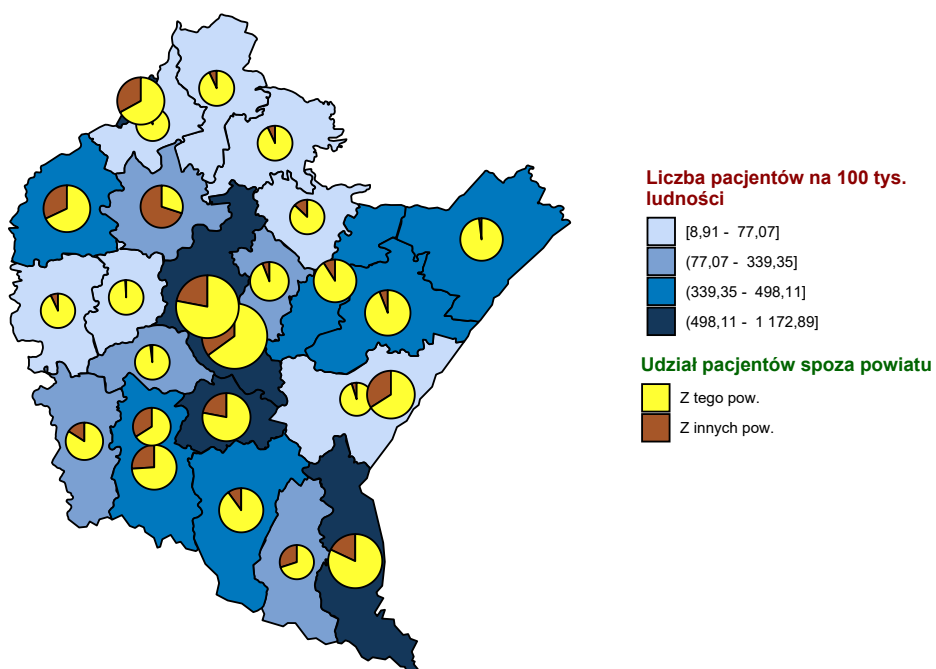 Liczba pacjentów na 100 tys.
ludności
[8,91 - 77,07]
(77,07 - 339,35]
(339,35 - 498,11]
(498,11 - 1 172,89]
Udział pacjentów spoza powiatu
Z tego pow.
Z innych pow.